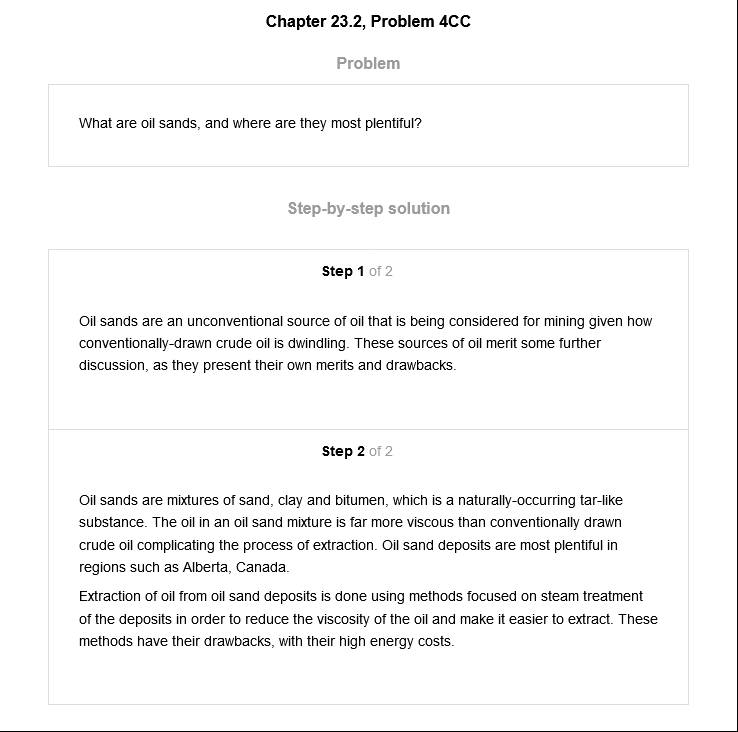 Chapter 23.2, Problem 4CC
Problem
What are oil sands, and where are they most plentiful?
Step-by-step solution
Step 1 of 2
Oil sands are an unconventional source of oil that is being considered for mining given how
conventionally-drawn crude oil is dwindling. These sources of oil merit some further
discussion, as they present their own merits and drawbacks.
Step 2 of 2
Oil sands are mixtures of sand, clay and bitumen, which is a naturally-occurring tar-like
substance. The oil in an oil sand mixture is far more viscous than conventionally drawn
crude oil complicating the process of extraction. Oil sand deposits are most plentiful in
regions such as Alberta, Canada.
Extraction of oil from oil sand deposits is done using methods focused on steam treatment
of the deposits in order to reduce the viscosity of the oil and make it easier to extract. These
methods have their drawbacks, with their high energy costs.